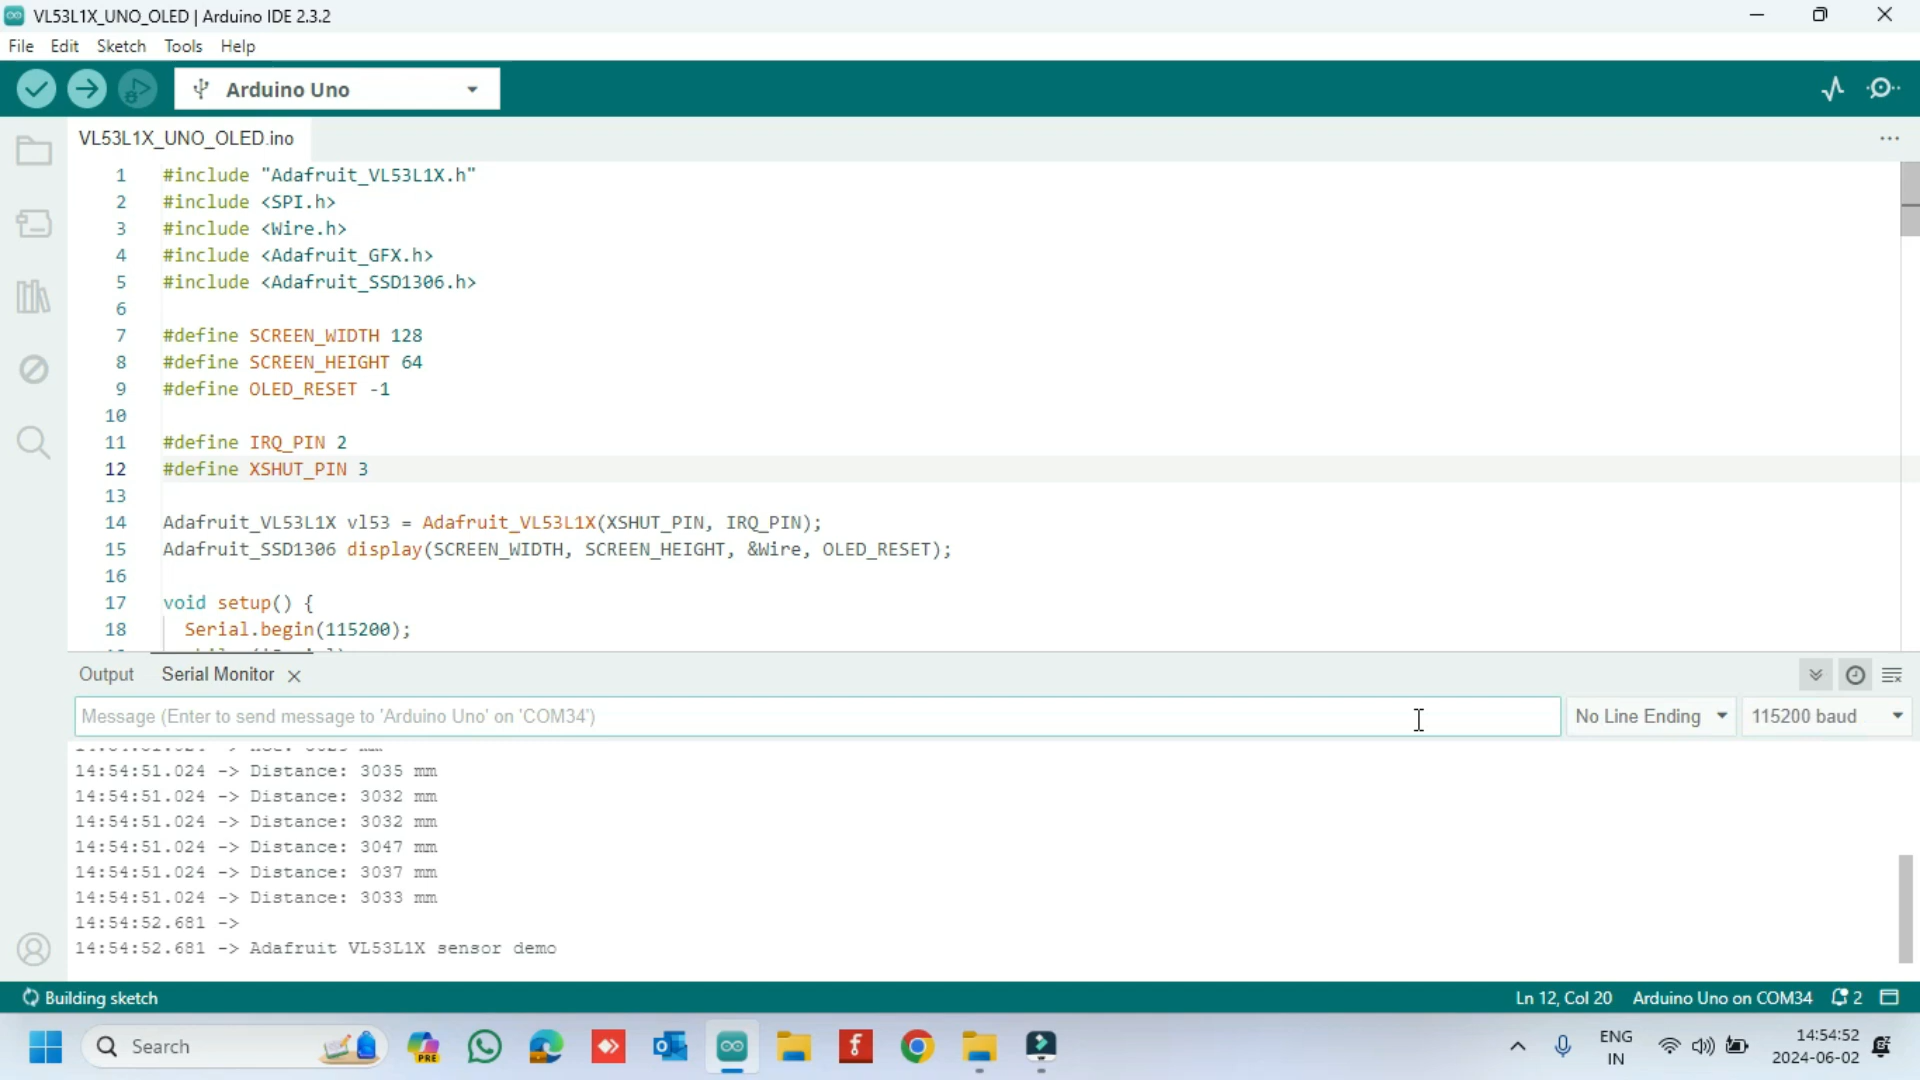 VL53L1X_UNO_OLED | Arduino IDE 2.3.2
File Edit Sketch Tools Help
Arduino Uno
VL53L1X_UNO_OLED.ino
1 #include "Adafruit_VL53L1X.h"
2 #include <SPI.h>
3 #include <Wire.h>
4 #include <Adafruit_GFX.h>
5 #include <Adafruit_SSD1306.h>
6
7 #define SCREEN_WIDTH 128
8 #define SCREEN_HEIGHT 64
9 #define OLED_RESET -1
10
11 #define IRQ_PIN 2
12 #define XSHUT_PIN 3
13
14 Adafruit_VL53L1X vl53 = Adafruit_VL53L1X(XSHUT_PIN, IRQ_PIN);
15 Adafruit_SSD1306 display(SCREEN_WIDTH, SCREEN_HEIGHT, &Wire, OLED_RESET);
16
17 void setup() {
18 Serial.begin(115200);
Output Serial Monitor
Message (Enter to send message to 'Arduino Uno' on 'COM34')
No Line Ending
115200 baud
14:54:51.024 -> Distance: 3035 mm
14:54:51.024 -> Distance: 3032 mm
14:54:51.024 -> Distance: 3032 mm
14:54:51.024 -> Distance: 3047 mm
14:54:51.024 -> Distance: 3037 mm
14:54:51.024 -> Distance: 3033 mm
14:54:52.681 ->
14:54:52.681 -> Adafruit VL53L1X sensor demo
Building sketch
Ln 12, Col 20 Arduino Uno on COM34 2
Search
PRE
ENG
IN
14:54:52
2024-06-02